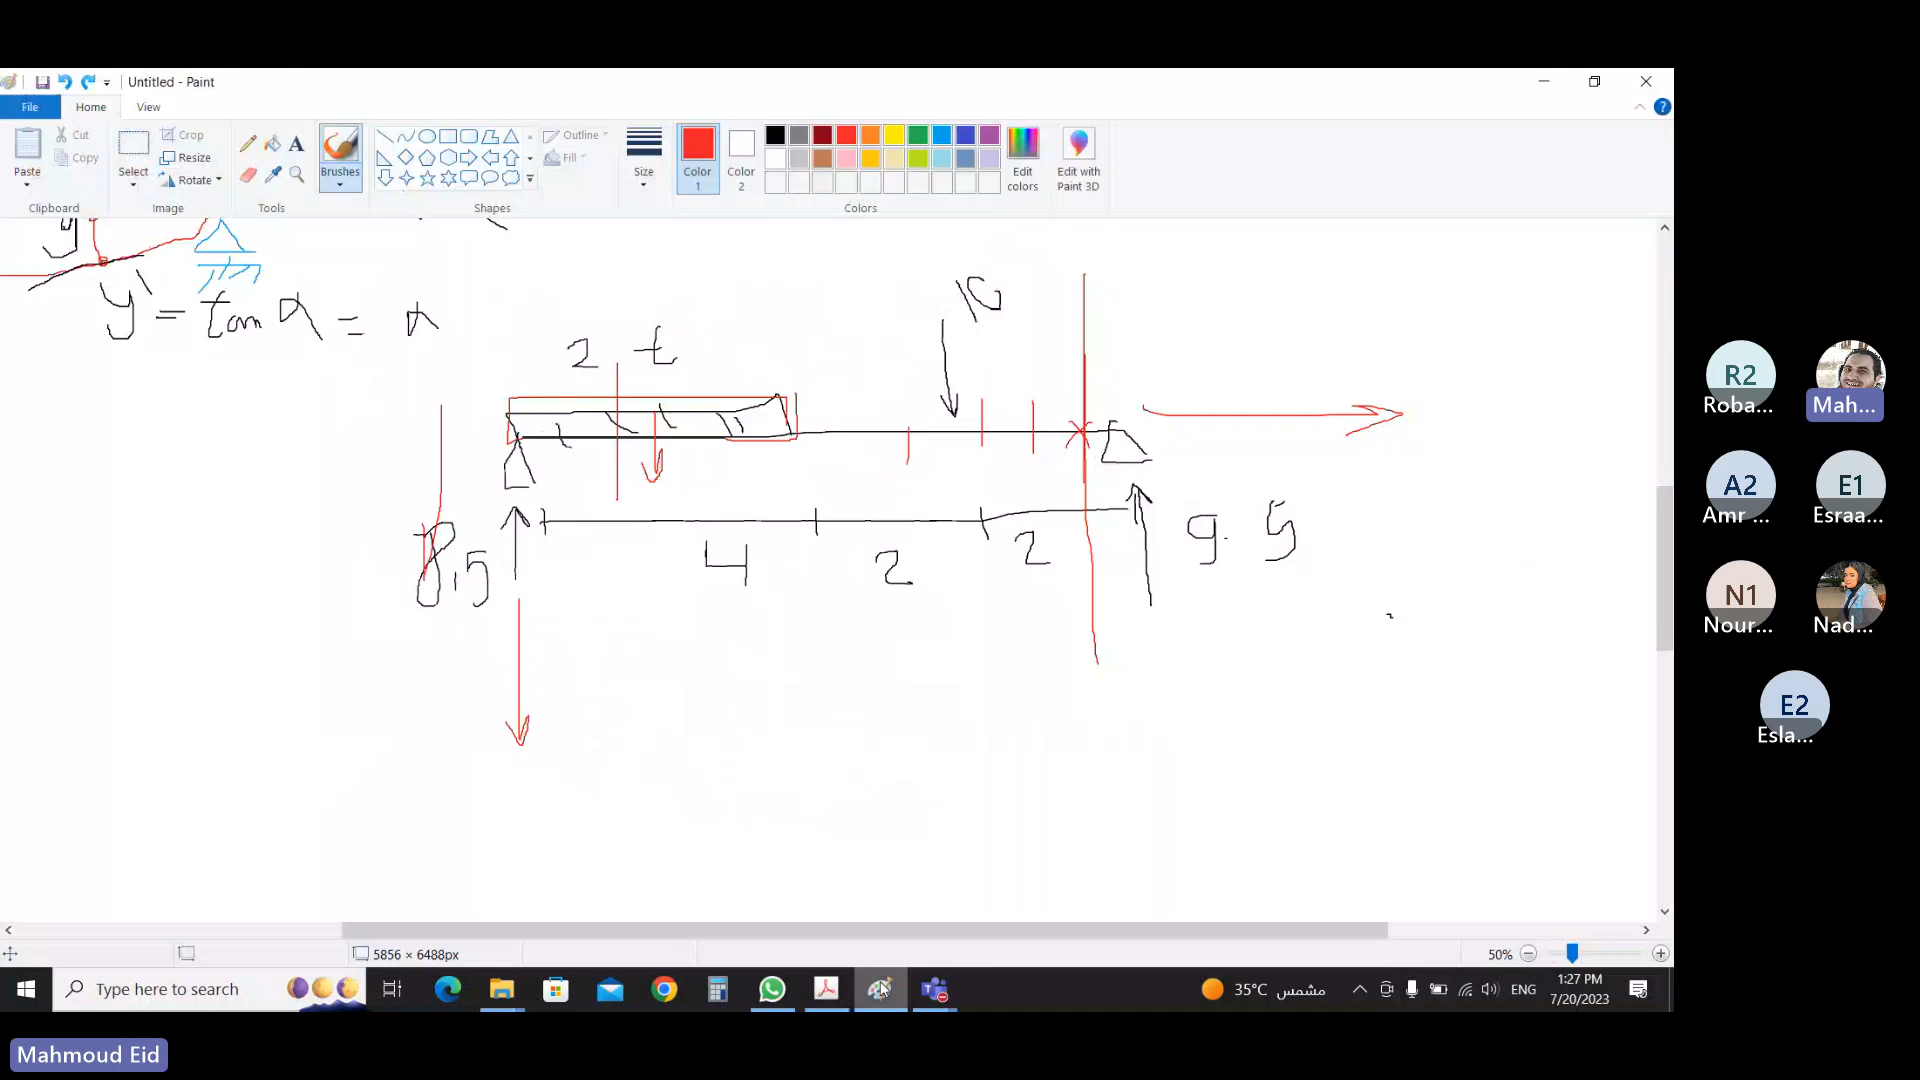 Untitled - Paint
File Home View
Paste Cut Copy
Clipboard
Select Crop Resize Rotate
Image
Tools
Brushes
Shapes
Outline Fill
Size
Color 1 Color 2
Edit colors
Edit with Paint 3D
Colors
y
y` = tan α = α
2 t
10
8.5
4 2 2
9.5
R2 Roba...
Mah...
A2 Amr ...
E1 Esraa...
N1 Nour...
Nad...
E2 Esla...
5856 × 6488px
50%
Type here to search
35°C مشمس
ENG
1:27 PM
7/20/2023
Mahmoud Eid